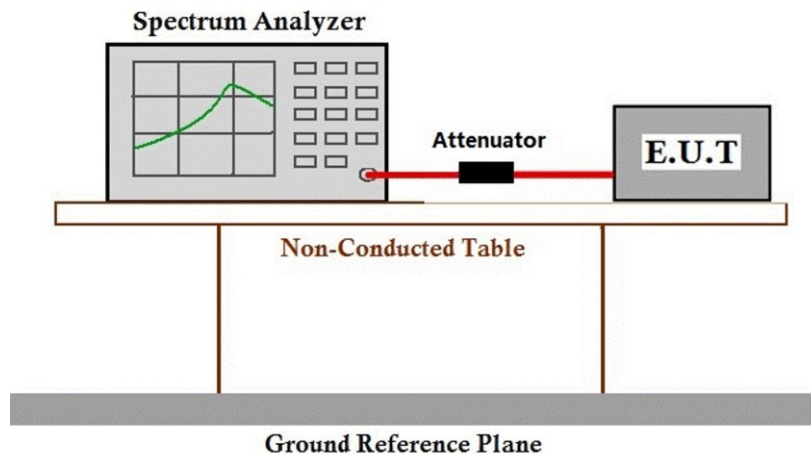 Spectrum Analyzer
Attenuator
E.U.T
Non-Conducted Table
Ground Reference Plane